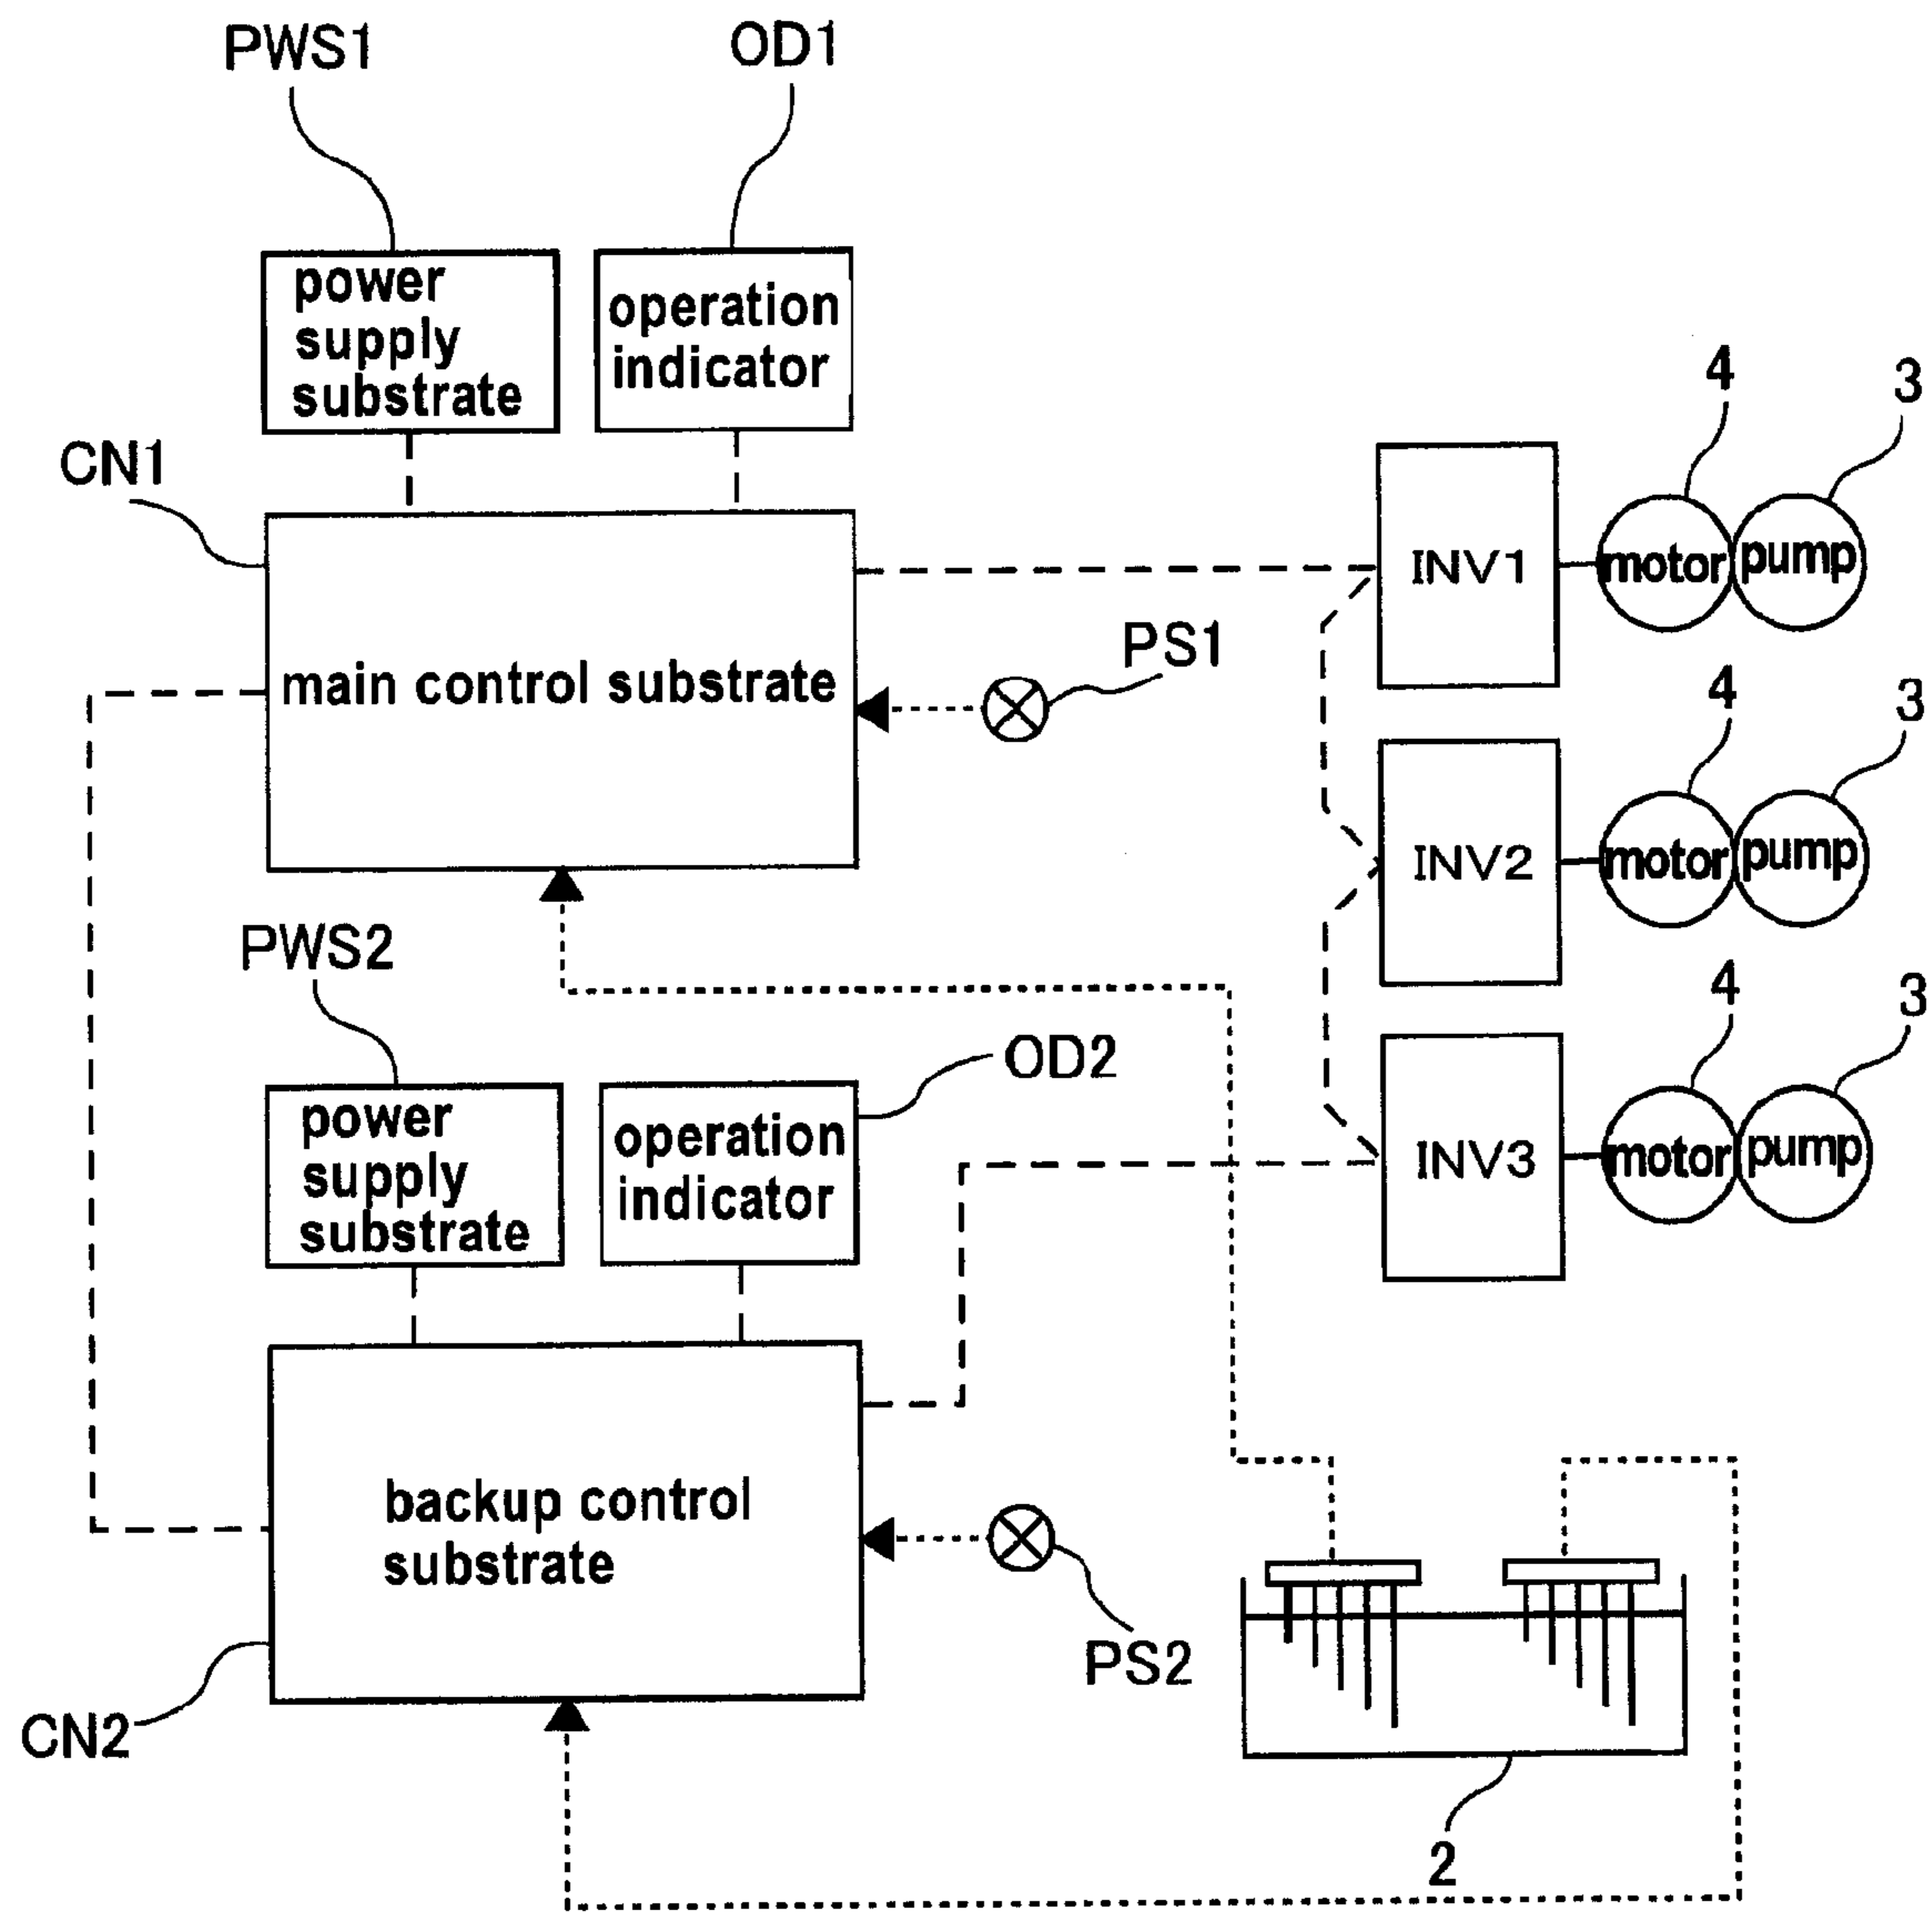 PWS1
OD1
power
supply
substrate
operation
indicator
CN1
4
3
INV1
motor
pump
main control substrate
PS1
4
3
INV2
motor
pump
PWS2
OD2
4
3
power
supply
substrate
operation
indicator
INV3
motor
pump
backup control
substrate
PS2
CN2
2